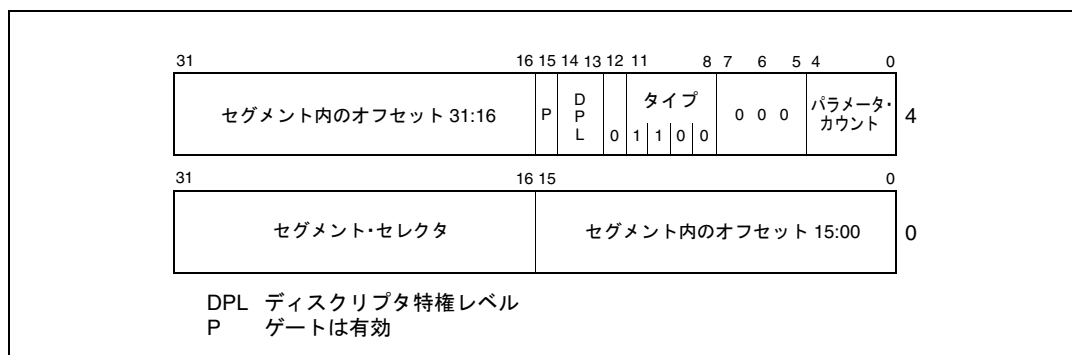 31 16 15 14 13 12 11 8 7 6 5 4 0
セグメント内のオフセット 31:16 P DPL 0 タイプ 1 1 0 0 0 0 0 パラメータ・カウント 4
31 16 15 0
セグメント・セレクタ セグメント内のオフセット 15:00 0
DPL ディスクリプタ特権レベル
P ゲートは有効